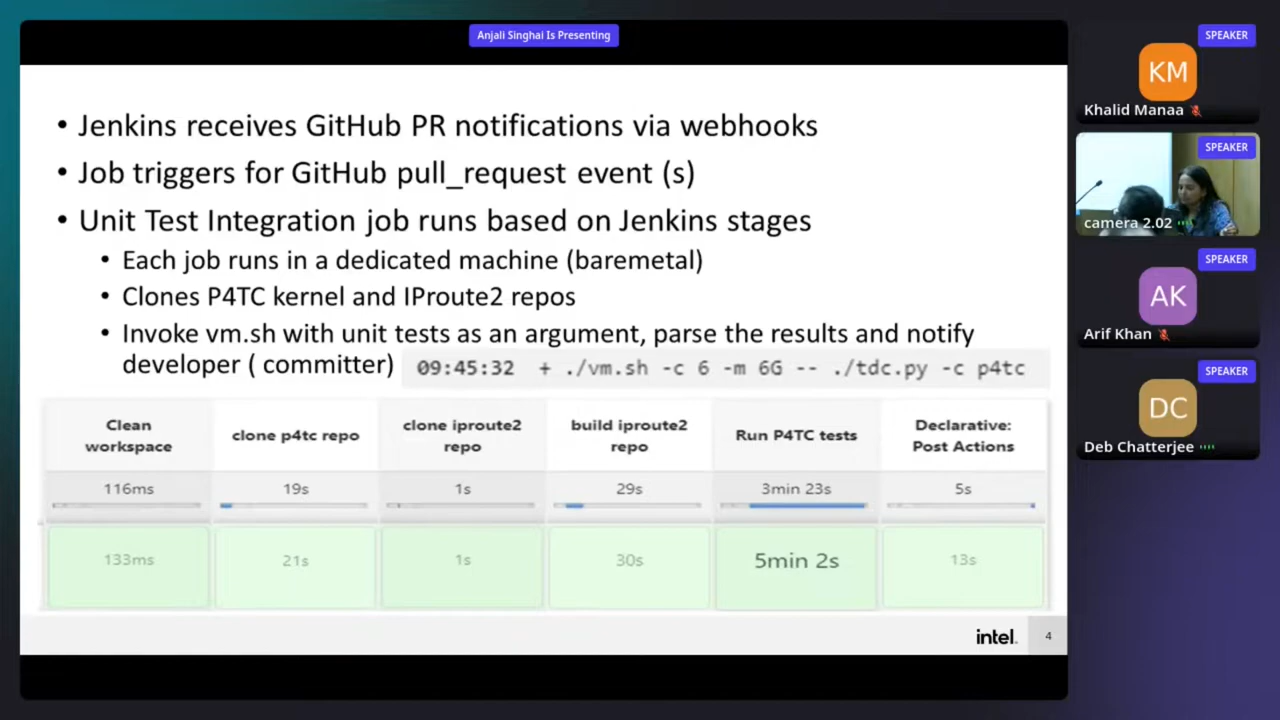 Anjali Singhai Is Presenting
• Jenkins receives GitHub PR notifications via webhooks
• Job triggers for GitHub pull_request event (s)
• Unit Test Integration job runs based on Jenkins stages
• Each job runs in a dedicated machine (baremetal)
• Clones P4TC kernel and IProute2 repos
• Invoke vm.sh with unit tests as an argument, parse the results and notify
developer ( committer)
09:45:32 + ./vm.sh -c 6 -m 6G -- ./tdc.py -c p4tc
Clean
workspace
clone p4tc repo
clone iproute2
repo
build iproute2
repo
Run P4TC tests
Declarative:
Post Actions
116ms 19s 1s 29s 3min 23s 5s
133ms 21s 1s 30s 5min 2s 13s
intel.
4
SPEAKER
KM
Khalid Manaa
SPEAKER
camera 2.02
SPEAKER
AK
Arif Khan
SPEAKER
DC
Deb Chatterjee